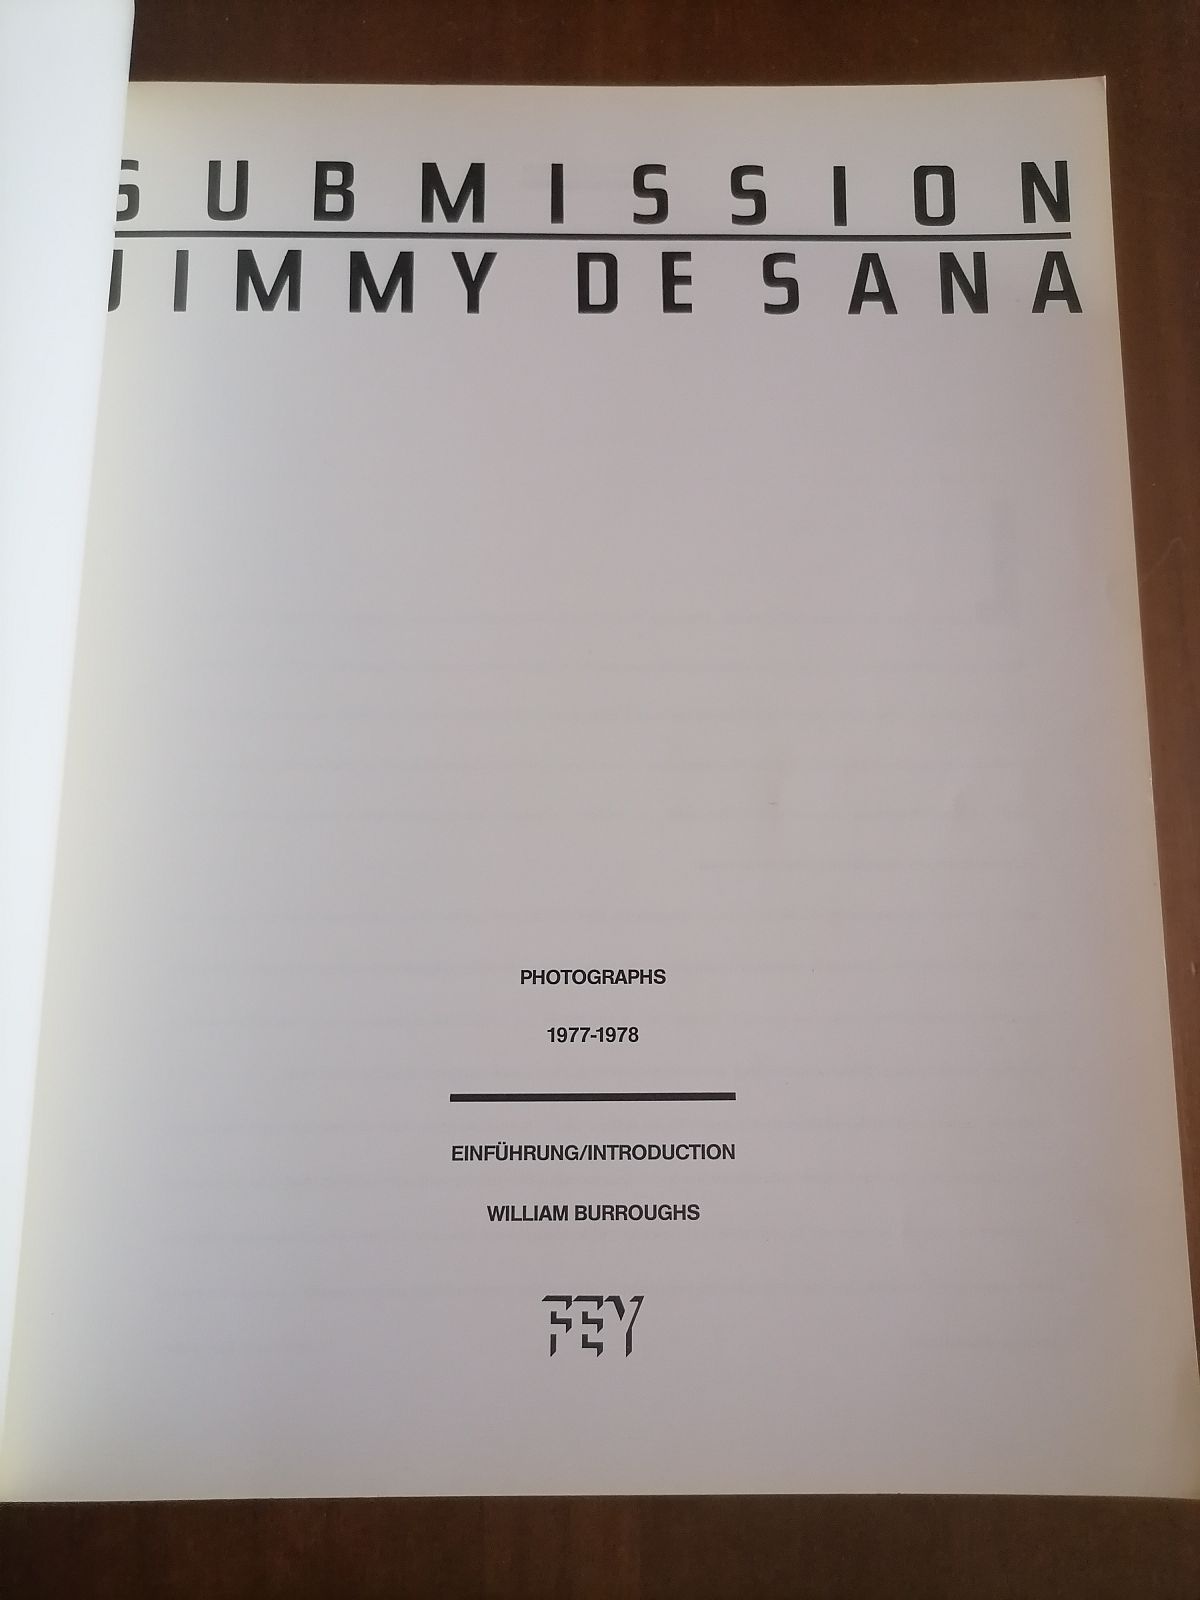 SUBMISSION
JIMMY DE SANA
PHOTOGRAPHS
1977-1978
EINFÜHRUNG/INTRODUCTION
WILLIAM BURROUGHS
FEY